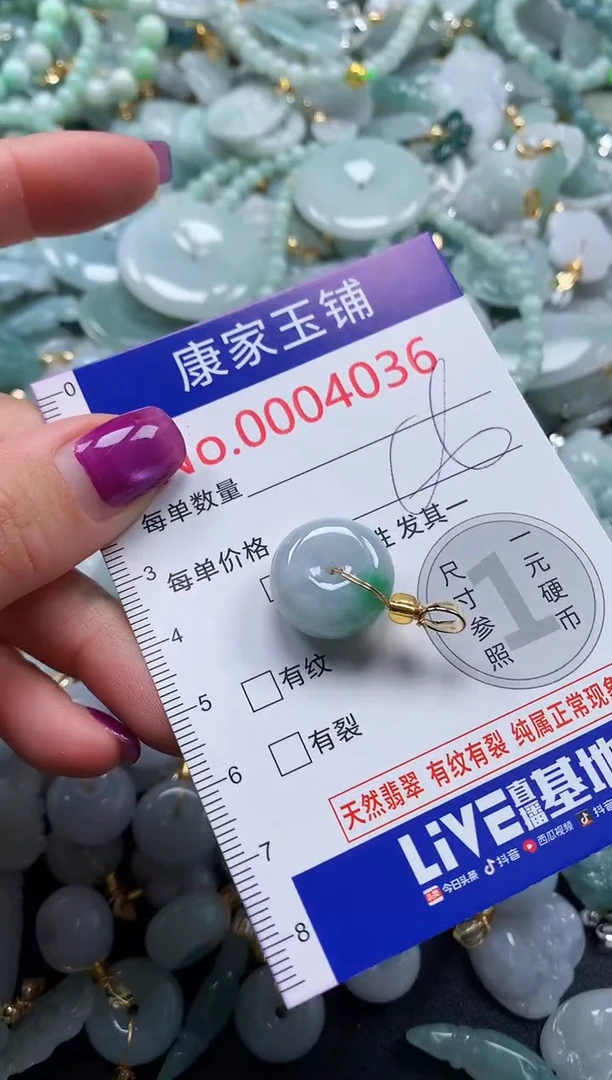 康家玉铺
No.0004036
每单数量
每单价格
性发其一
有纹
有裂
一元硬币
1
尺寸参照
天然翡翠 有纹有裂 纯属正常现象
LiVE直播基地
今日头条 抖音 西瓜视频 抖音
0
3
4
5
6
7
8